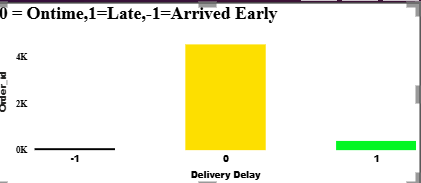 0 = Ontime,1=Late,-1=Arrived Early
4K
2K
0K
Order_id
-1 0 1
Delivery Delay